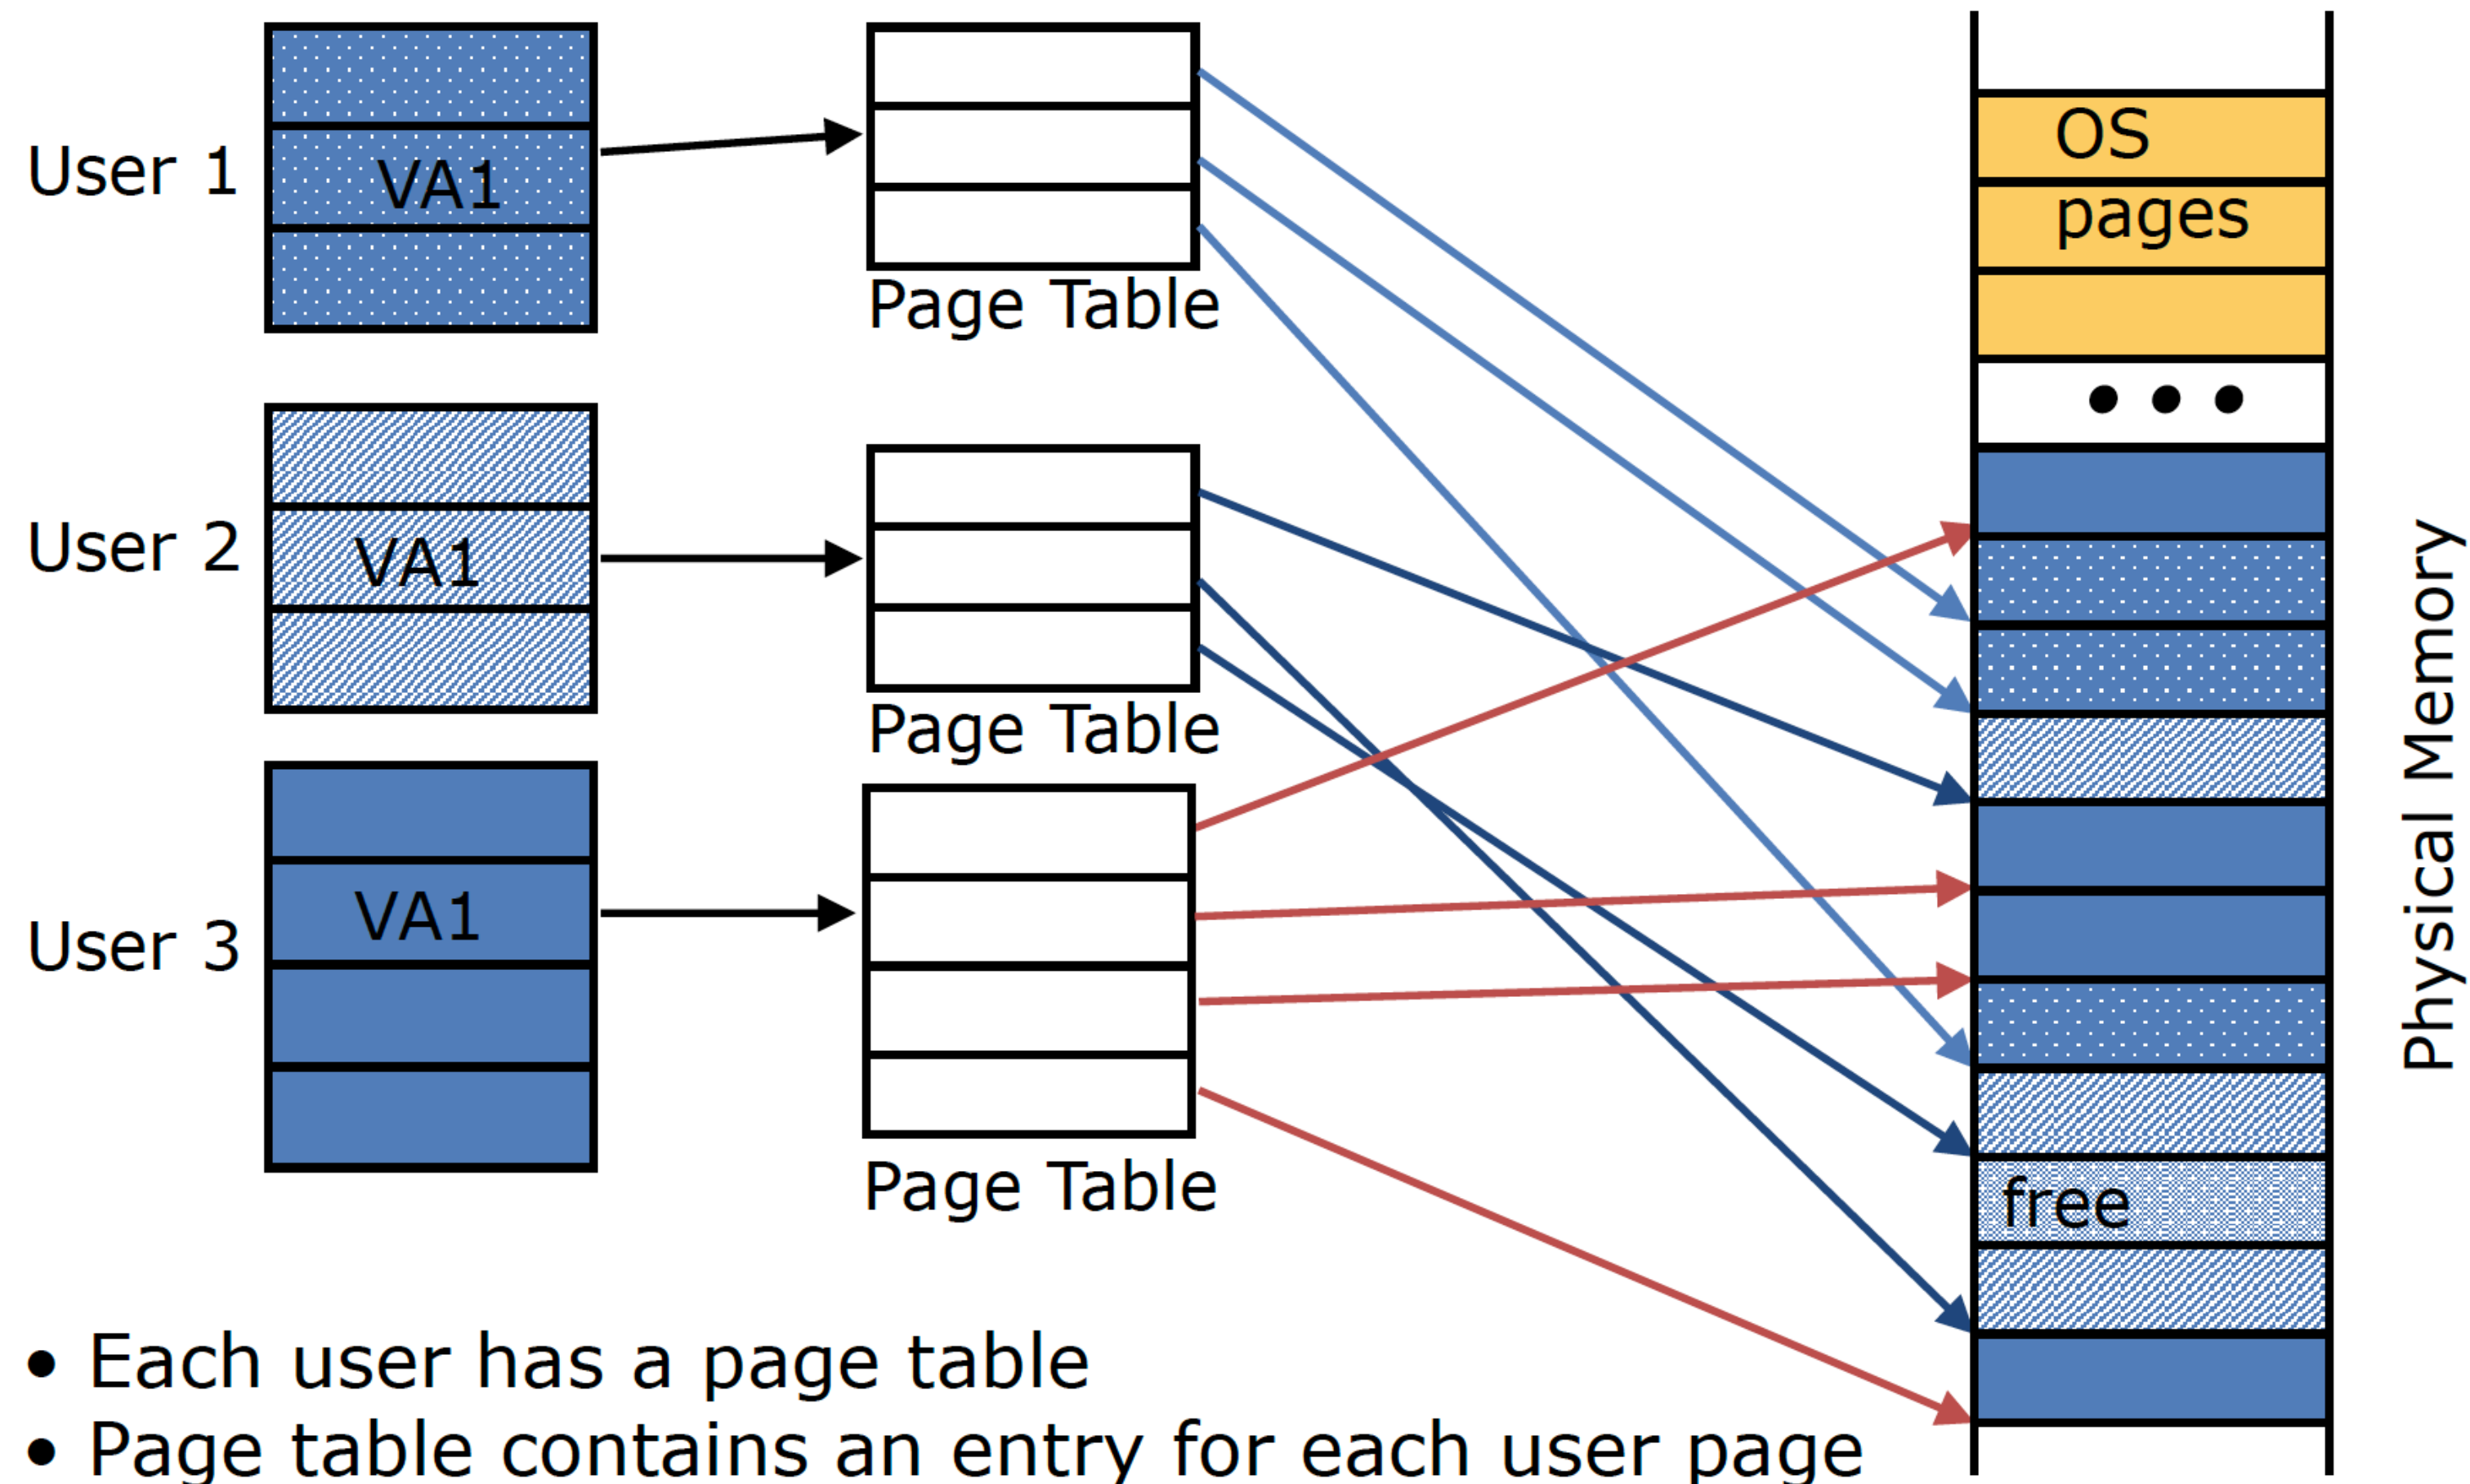 User 1
VA1
Page Table
User 2
VA1
Page Table
User 3
VA1
Page Table
OS
pages
• • •
free
Physical Memory
• Each user has a page table
• Page table contains an entry for each user page